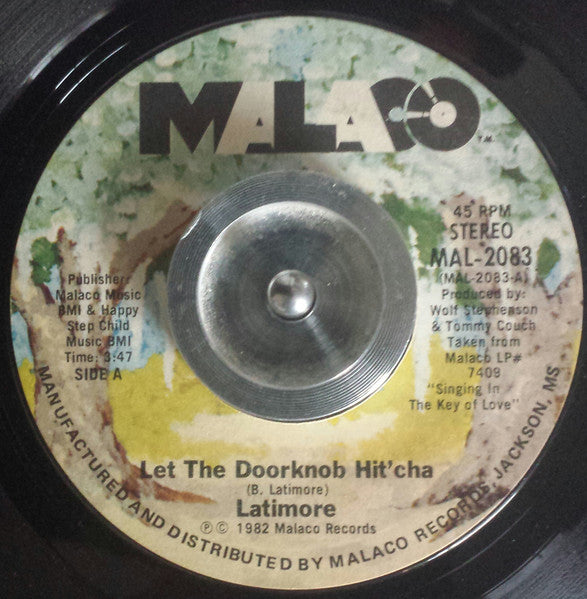 MALACO
T.M.
45 RPM
STEREO
MAL-2083
(MAL-2083-A)
Produced by:
Wolf Stephenson
& Tommy Couch
Taken from
Malaco LP#
7409
"Singing In
The Key of Love"
Publisher:
Malaco Music
BMI & Happy
Step Child
Music BMI
Time: 3:47
SIDE A
Let The Doorknob Hit'cha
(B. Latimore)
Latimore
℗ © 1982 Malaco Records
MANUFACTURED AND DISTRIBUTED BY MALACO RECORDS, JACKSON, MS